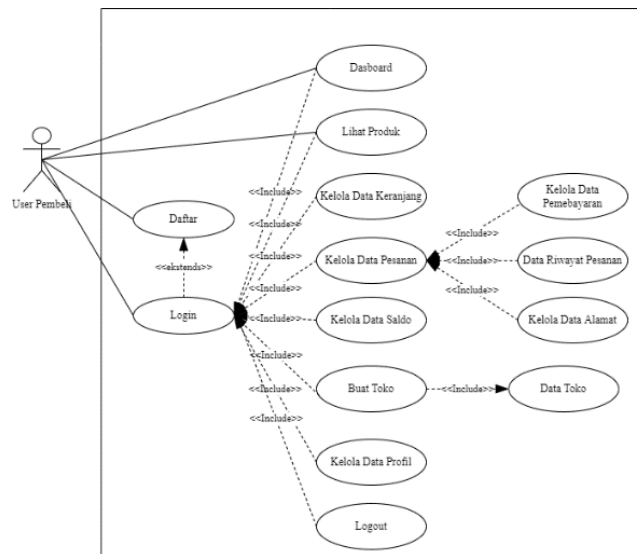 Dasboard
Lihat Produk
User Pembeli
<<Include>>
Kelola Data Keranjang
Kelola Data
Pemebayaran
Daftar
<<Include>>
<<Include>>
<<ekstends>>
<<Include>>
Kelola Data Pesanan
<<Include>>
Data Riwayat Pesanan
<<Include>>
<<Include>>
Login
<<Include>>
Kelola Data Saldo
Kelola Data Alamat
<<Include>>
<<Include>>
Buat Toko
<<Include>>
Data Toko
<<Include>>
Kelola Data Profil
Logout